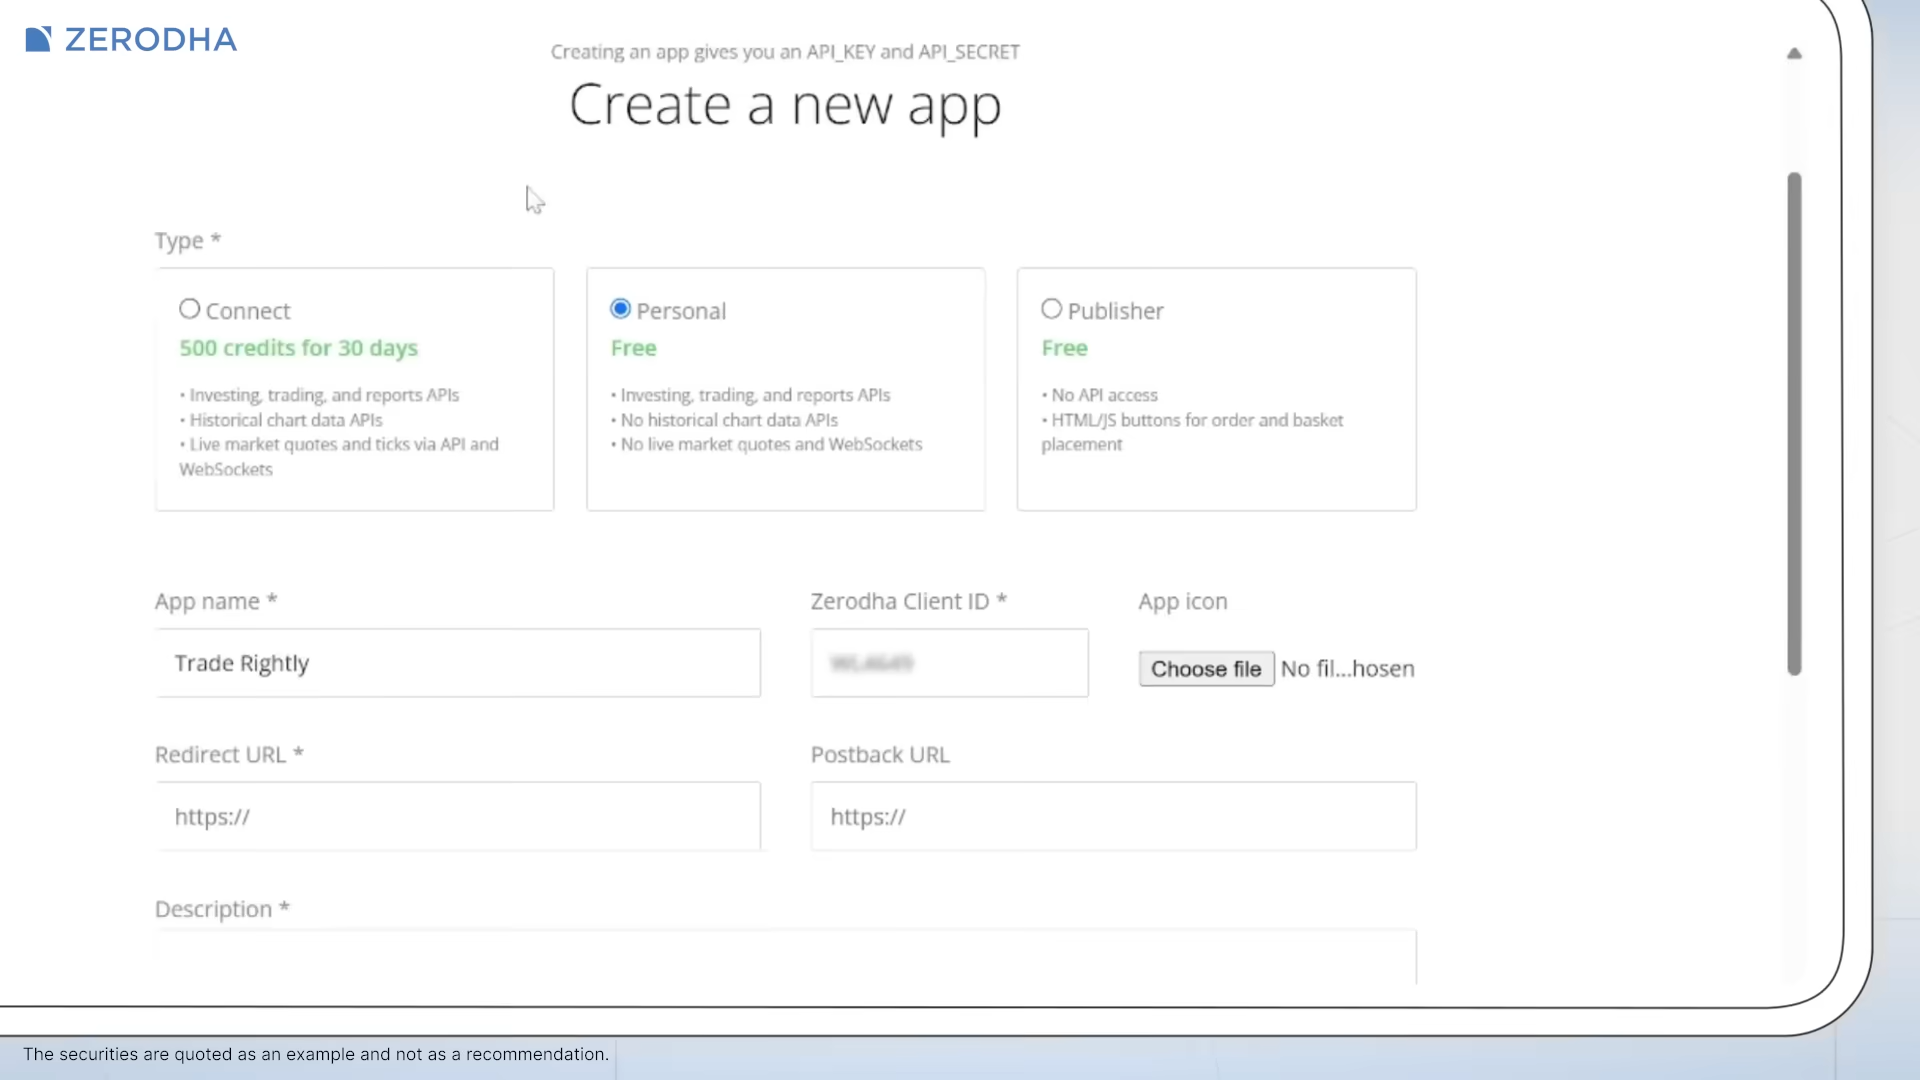 ZERODHA
Creating an app gives you an API_KEY and API_SECRET
Create a new app
Type *
Connect
500 credits for 30 days
• Investing, trading, and reports APIs
• Historical chart data APIs
• Live market quotes and ticks via API and
WebSockets
Personal
Free
• Investing, trading, and reports APIs
• No historical chart data APIs
• No live market quotes and WebSockets
Publisher
Free
• No API access
• HTML/JS buttons for order and basket
placement
App name *
Trade Rightly
Zerodha Client ID *
App icon
Choose file No fil...hosen
Redirect URL *
https://
Postback URL
https://
Description *
The securities are quoted as an example and not as a recommendation.